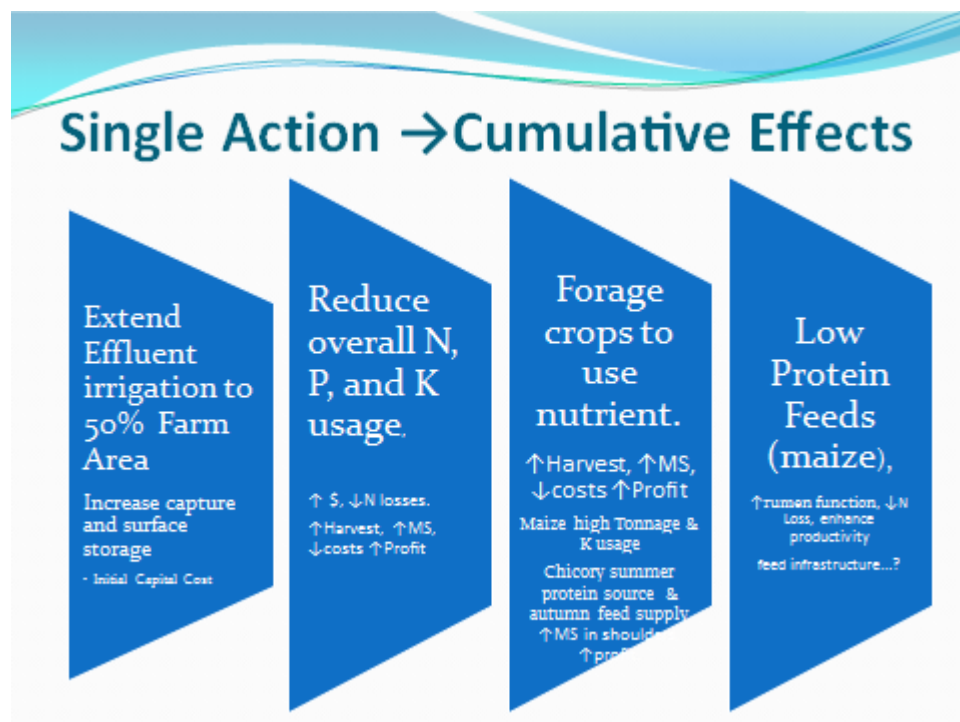 Single Action →Cumulative Effects
Extend
Effluent
irrigation to
50% Farm
Area
Increase capture
and surface
storage
- Initial Capital Cost
Reduce
overall N,
P, and K
usage,
↑ $, ↓N losses.
↑Harvest, ↑MS,
↓costs ↑Profit
Forage
crops to
use
nutrient.
↑Harvest, ↑MS,
↓costs ↑Profit
Maize high Tonnage &
K usage
Chicory summer
protein source &
autumn feed supply
↑MS in
Low
Protein
Feeds
(maize),
↑rumen function, ↓N
Loss, enhance
productivity
feed infrastructure...?